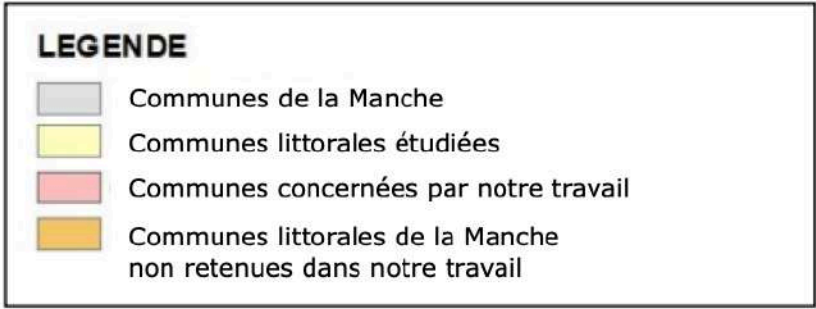 LEGENDE
Communes de la Manche
Communes littorales étudiées
Communes concernées par notre travail
Communes littorales de la Manche
non retenues dans notre travail